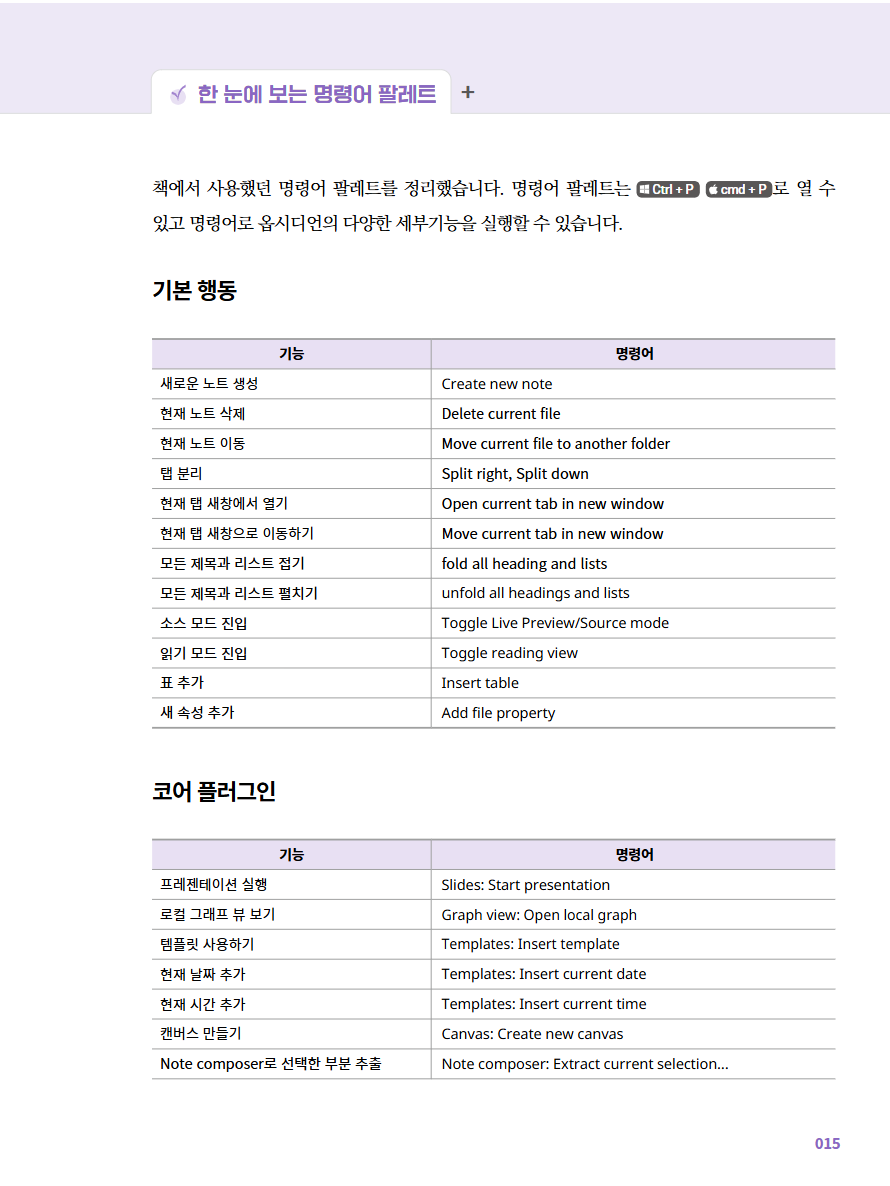 한 눈에 보는 명령어 팔레트 +
책에서 사용했던 명령어 팔레트를 정리했습니다. 명령어 팔레트는 Ctrl + P cmd + P로 열 수
있고 명령어로 옵시디언의 다양한 세부기능을 실행할 수 있습니다.
기본 행동
기능 명령어
새로운 노트 생성 Create new note
현재 노트 삭제 Delete current file
현재 노트 이동 Move current file to another folder
탭 분리 Split right, Split down
현재 탭 새창에서 열기 Open current tab in new window
현재 탭 새창으로 이동하기 Move current tab in new window
모든 제목과 리스트 접기 fold all heading and lists
모든 제목과 리스트 펼치기 unfold all headings and lists
소스 모드 진입 Toggle Live Preview/Source mode
읽기 모드 진입 Toggle reading view
표 추가 Insert table
새 속성 추가 Add file property
코어 플러그인
기능 명령어
프레젠테이션 실행 Slides: Start presentation
로컬 그래프 뷰 보기 Graph view: Open local graph
템플릿 사용하기 Templates: Insert template
현재 날짜 추가 Templates: Insert current date
현재 시간 추가 Templates: Insert current time
캔버스 만들기 Canvas: Create new canvas
Note composer로 선택한 부분 추출 Note composer: Extract current selection...
015